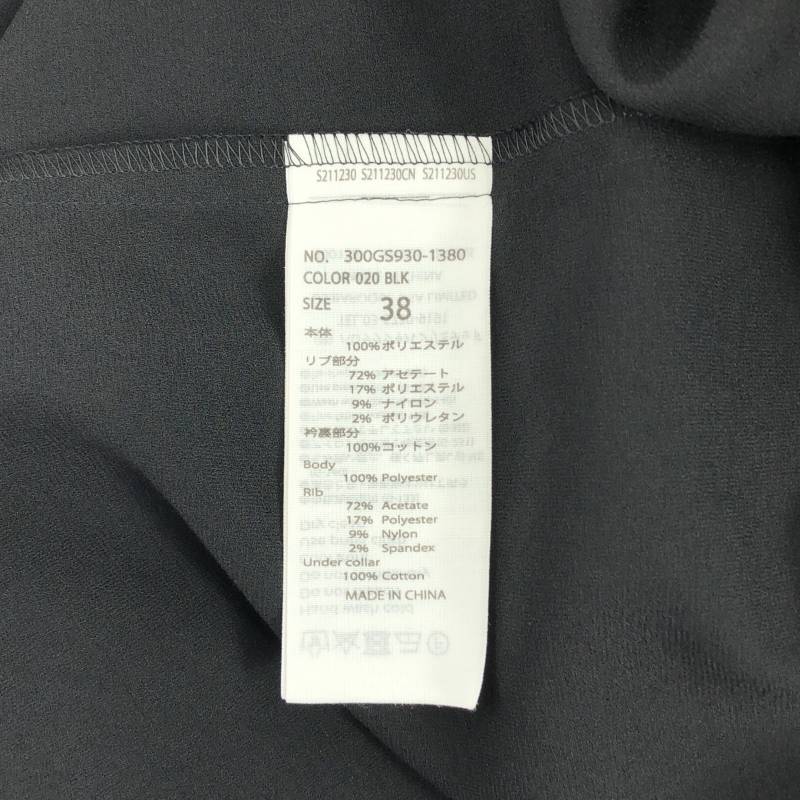 S211230 S211230CN S211230US
NO. 300GS930-1380
COLOR 020 BLK
SIZE 38
本体
100%ポリエステル
リブ部分
72% アセテート
17% ポリエステル
9% ナイロン
2% ポリウレタン
衿裏部分
100%コットン
Body
100% Polyester
Rib
72% Acetate
17% Polyester
9% Nylon
2% Spandex
Under collar
100% Cotton
MADE IN CHINA